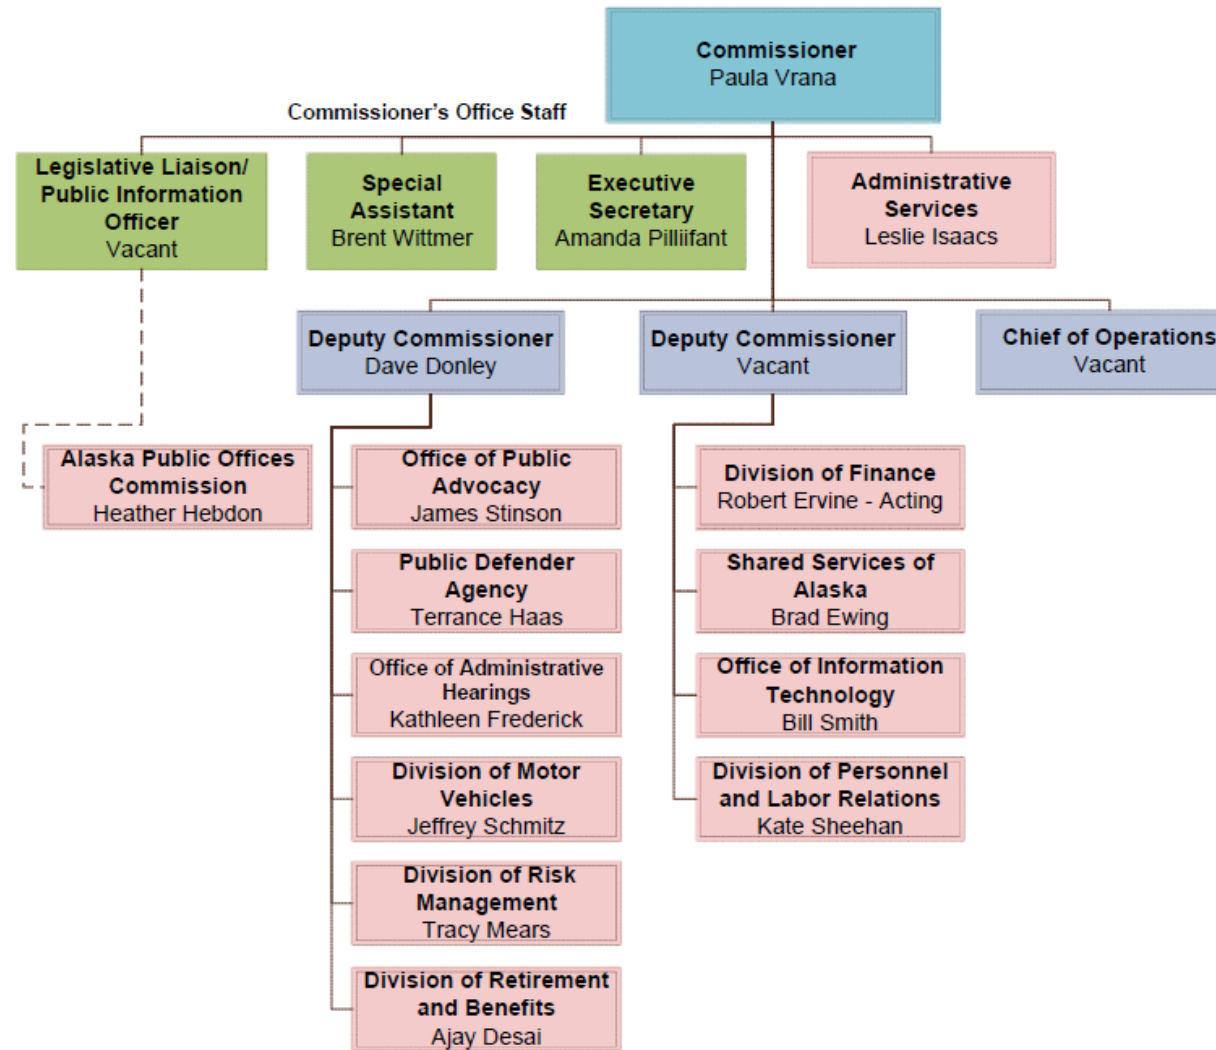 Commissioner
Paula Vrana
Commissioner's Office Staff
Legislative Liaison/
Public Information
Officer
Vacant
Special
Assistant
Brent Wittmer
Executive
Secretary
Amanda Pilliifant
Administrative
Services
Leslie Isaacs
Deputy Commissioner
Dave Donley
Deputy Commissioner
Vacant
Chief of Operations
Vacant
Alaska Public Offices
Commission
Heather Hebdon
Office of Public
Advocacy
James Stinson
Public Defender
Agency
Terrance Haas
Office of Administrative
Hearings
Kathleen Frederick
Division of Motor
Vehicles
Jeffrey Schmitz
Division of Risk
Management
Tracy Mears
Division of Retirement
and Benefits
Ajay Desai
Division of Finance
Robert Ervine - Acting
Shared Services of
Alaska
Brad Ewing
Office of Information
Technology
Bill Smith
Division of Personnel
and Labor Relations
Kate Sheehan